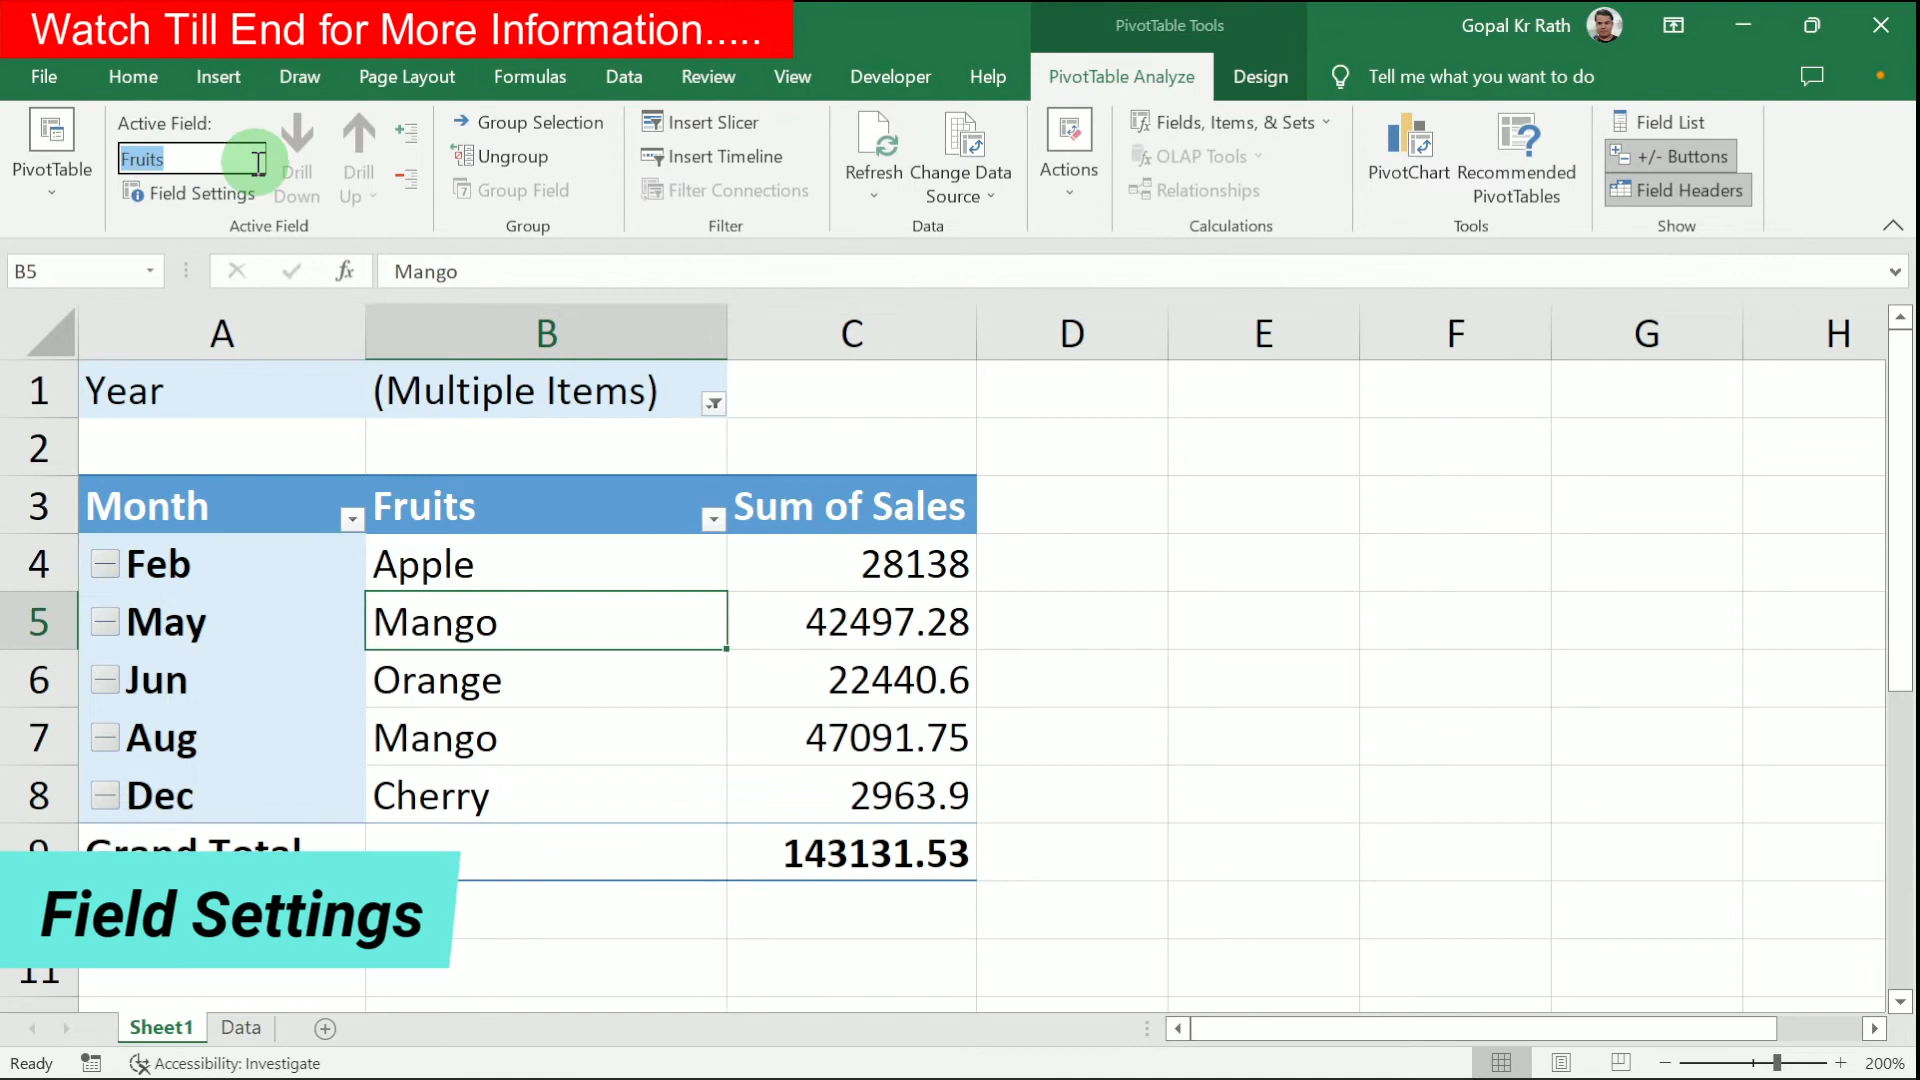 Watch Till End for More Information.....
PivotTable Tools
Gopal Kr Rath
File Home Insert Draw Page Layout Formulas Data Review View Developer Help PivotTable Analyze Design Tell me what you want to do
PivotTable
Active Field:
Fruits
Field Settings
Drill Down
Drill Up
Active Field
Group Selection
Ungroup
Group Field
Group
Insert Slicer
Insert Timeline
Filter Connections
Filter
Refresh
Change Data Source
Data
Actions
Fields, Items, & Sets
OLAP Tools
Relationships
Calculations
PivotChart
Recommended PivotTables
Tools
Field List
+/- Buttons
Field Headers
Show
B5 fx Mango
A B C D E F G H
1 Year (Multiple Items)
2
3 Month Fruits Sum of Sales
4 Feb Apple 28138
5 May Mango 42497.28
6 Jun Orange 22440.6
7 Aug Mango 47091.75
8 Dec Cherry 2963.9
9 Grand Total 143131.53
Field Settings
11
Sheet1 Data
Ready Accessibility: Investigate 200%